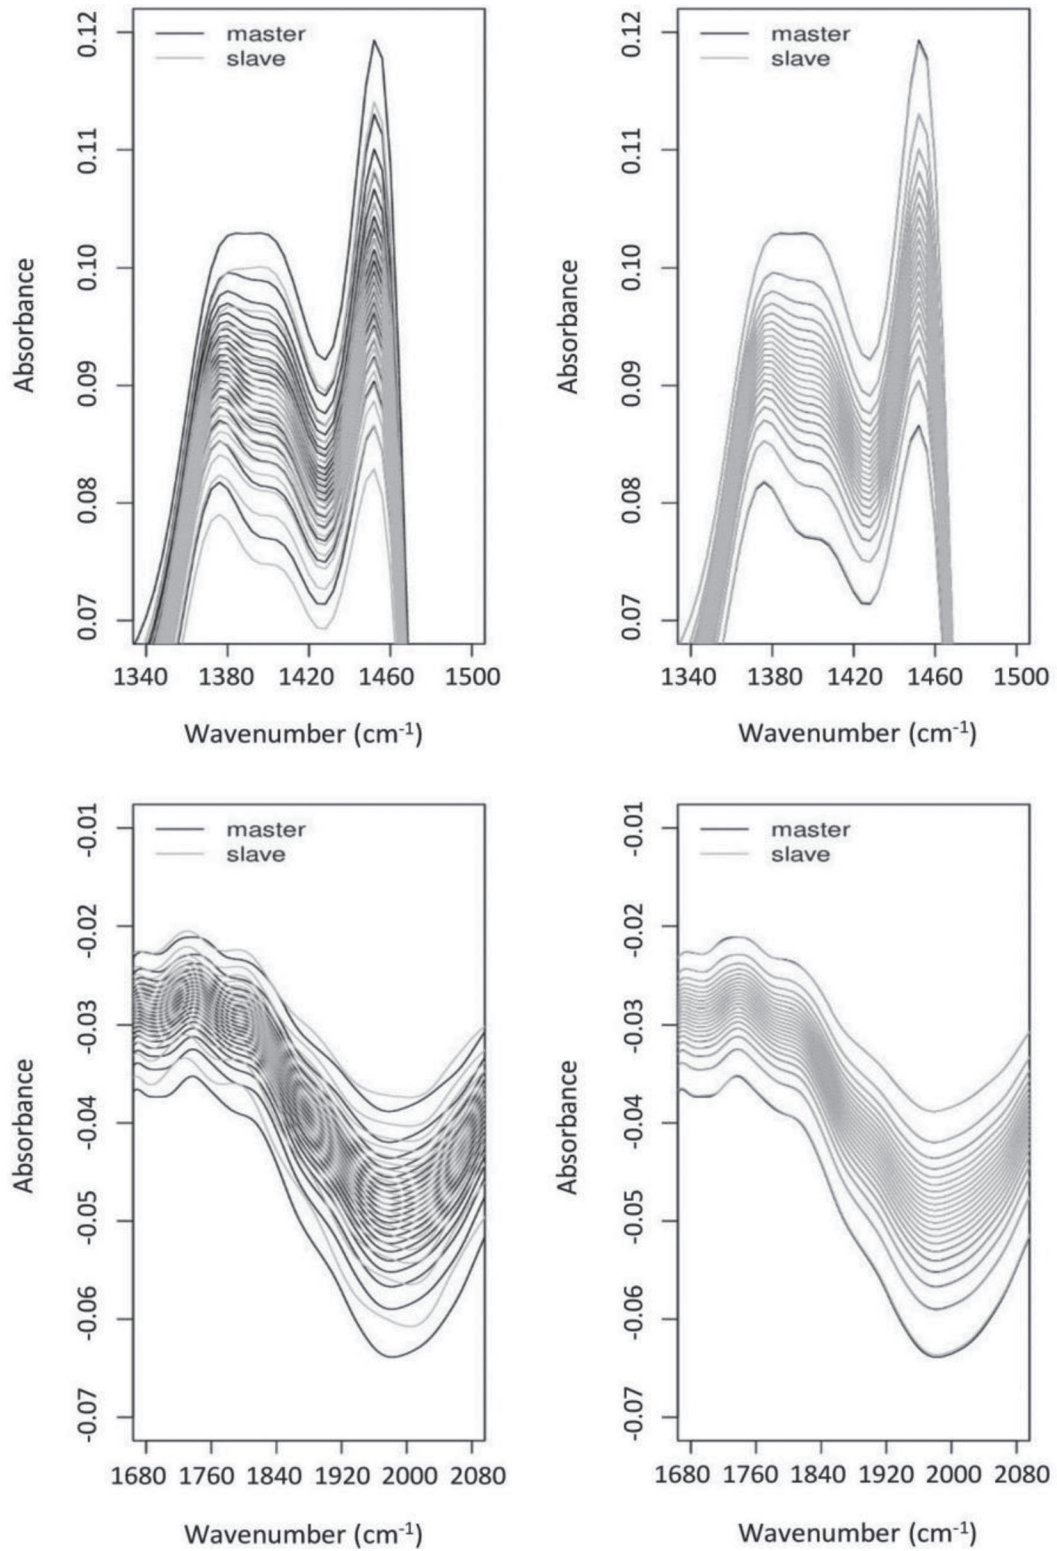 master
slave
0.12
0.11
0.10
0.09
0.08
0.07
Absorbance
1340 1380 1420 1460 1500
Wavenumber (cm-1)
master
slave
0.12
0.11
0.10
0.09
0.08
0.07
Absorbance
1340 1380 1420 1460 1500
Wavenumber (cm-1)
master
slave
-0.01
-0.02
-0.03
-0.04
-0.05
-0.06
-0.07
Absorbance
1680 1760 1840 1920 2000 2080
Wavenumber (cm-1)
master
slave
-0.01
-0.02
-0.03
-0.04
-0.05
-0.06
-0.07
Absorbance
1680 1760 1840 1920 2000 2080
Wavenumber (cm-1)